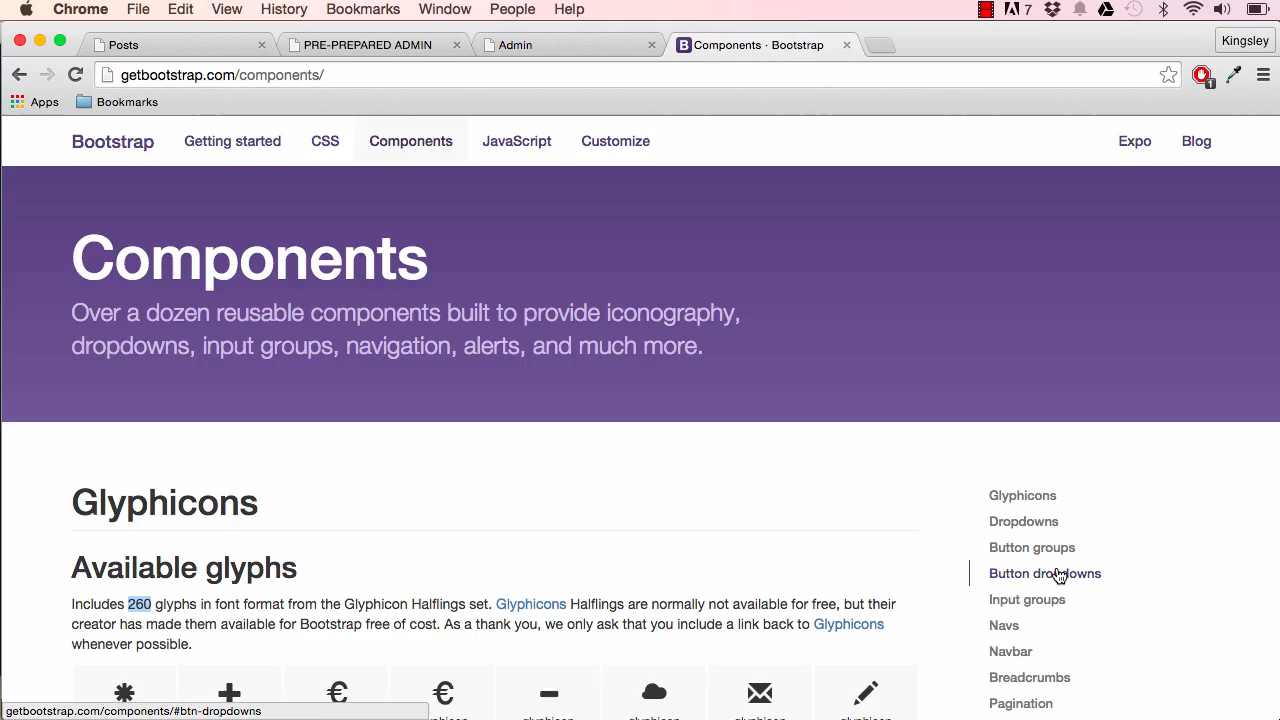 Chrome File Edit View History Bookmarks Window People Help 7
Posts PRE-PREPARED ADMIN Admin Components · Bootstrap Kingsley
getbootstrap.com/components/ 1
Apps Bookmarks
Bootstrap Getting started CSS Components JavaScript Customize Expo Blog
Components
Over a dozen reusable components built to provide iconography,
dropdowns, input groups, navigation, alerts, and much more.
Glyphicons
Available glyphs
Includes 260 glyphs in font format from the Glyphicon Halflings set. Glyphicons Halflings are normally not available for free, but their
creator has made them available for Bootstrap free of cost. As a thank you, we only ask that you include a link back to Glyphicons
whenever possible.
Glyphicons
Dropdowns
Button groups
Button dropdowns
Input groups
Navs
Navbar
Breadcrumbs
Pagination
getbootstrap.com/components/#btn-dropdowns